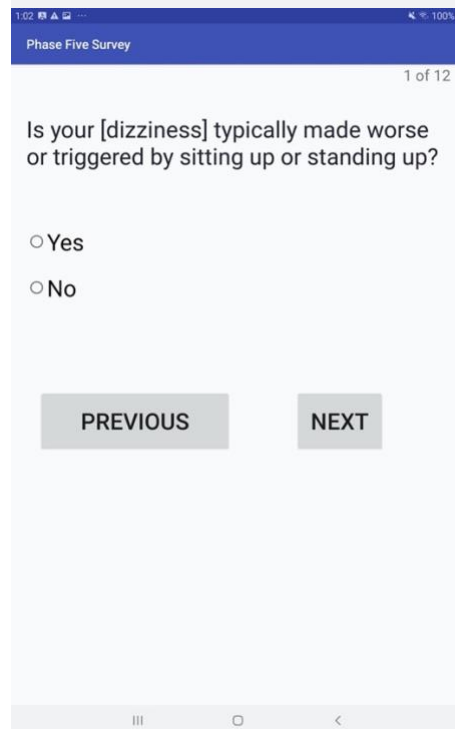 1:02
100%
Phase Five Survey
1 of 12
Is your [dizziness] typically made worse
or triggered by sitting up or standing up?
Yes
No
PREVIOUS
NEXT